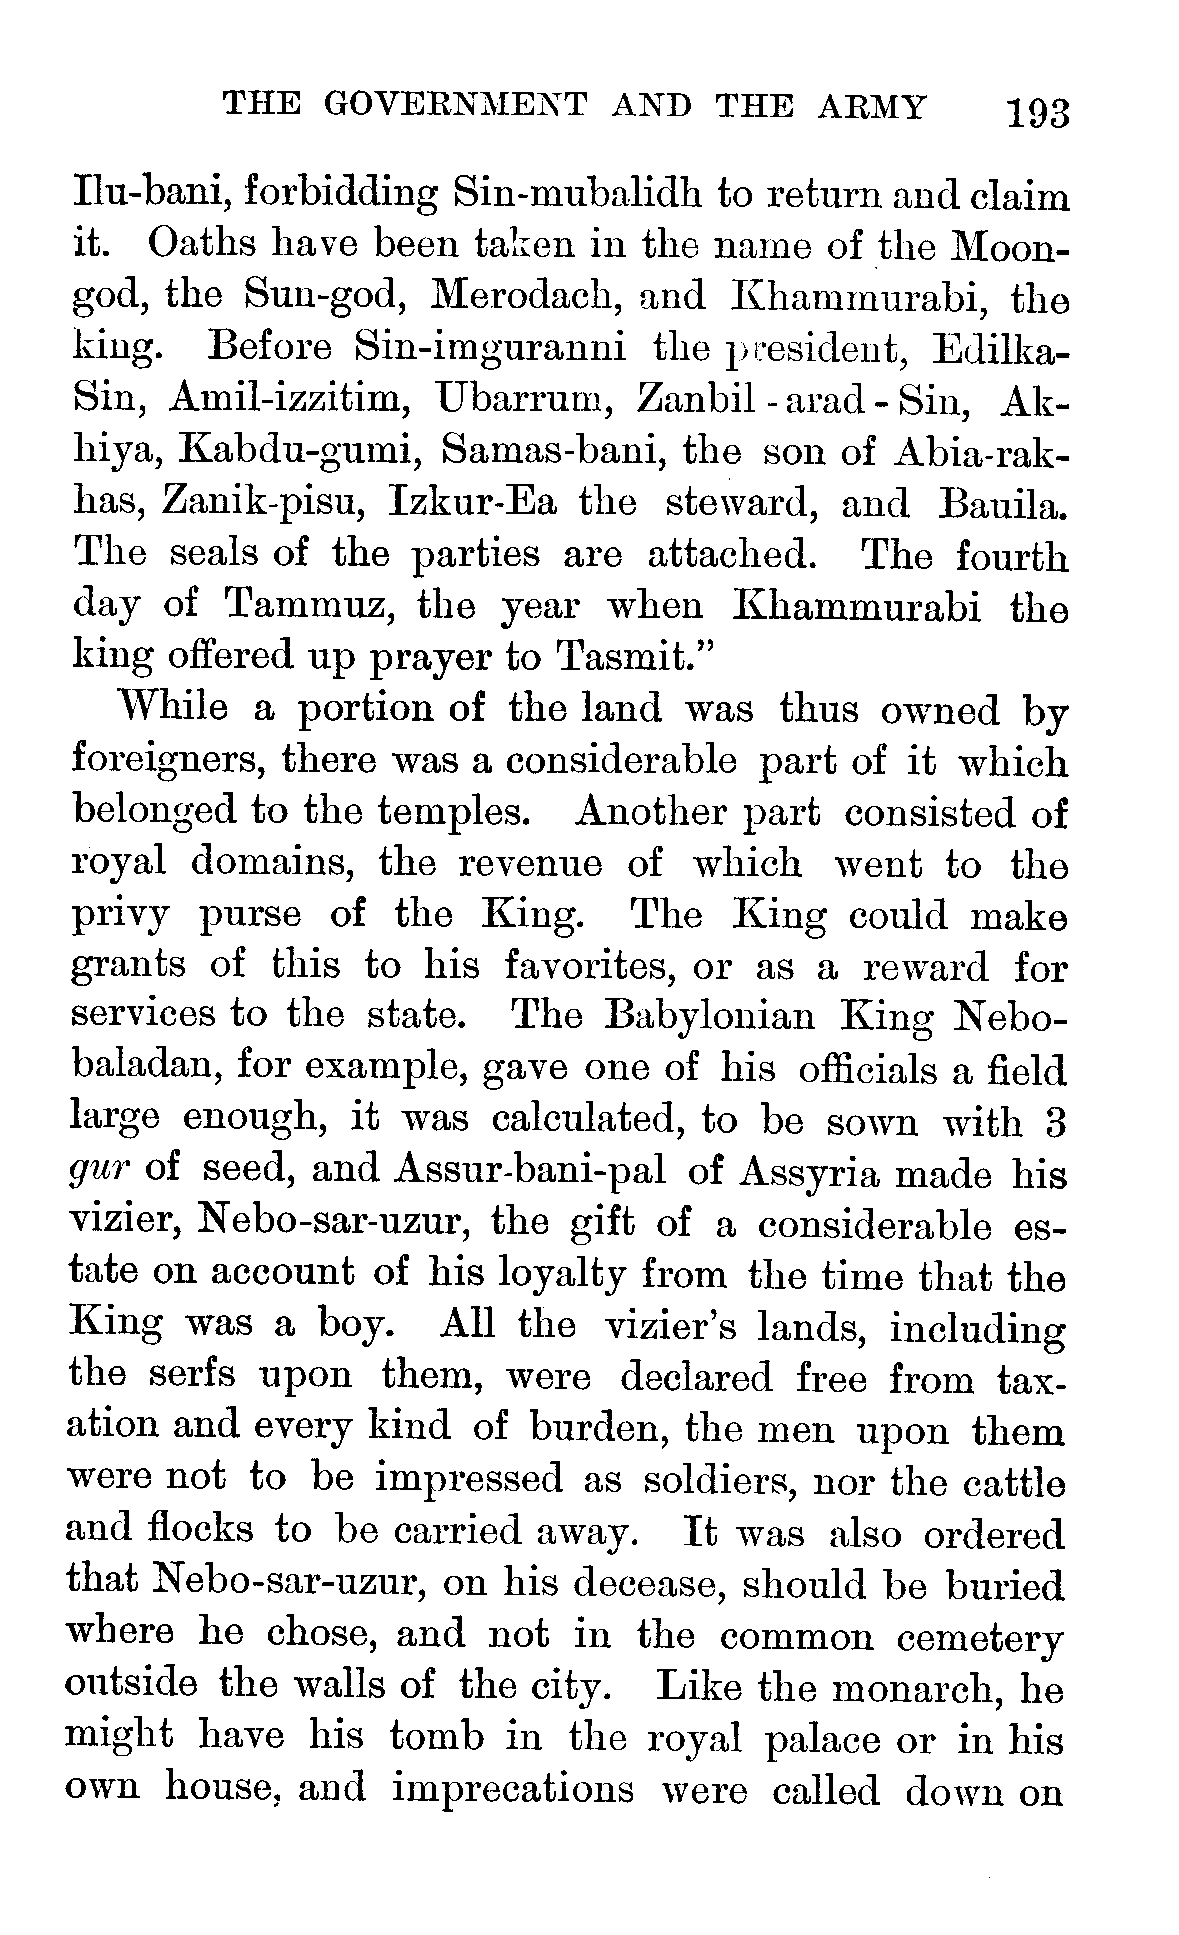 THE GOVERNMENT AND THE ARMY 193
Ilu-bani, forbidding Sin-mubalidh to return and claim
it. Oaths have been taken in the name of the Moon-
god, the Sun-god, Merodach, and Khammurabi, the
king. Before Sin-imguranni the president, Edilka-
Sin, Amil-izzitim, Ubarrum, Zanbil-arad-Sin, Ak-
hiya, Kabdu-gumi, Samas-bani, the son of Abia-rak-
has, Zanik-pisu, Izkur-Ea the steward, and Bauila.
The seals of the parties are attached. The fourth
day of Tammuz, the year when Khammurabi the
king offered up prayer to Tasmit.”
While a portion of the land was thus owned by
foreigners, there was a considerable part of it which
belonged to the temples. Another part consisted of
royal domains, the revenue of which went to the
privy purse of the King. The King could make
grants of this to his favorites, or as a reward for
services to the state. The Babylonian King Nebo-
baladan, for example, gave one of his officials a field
large enough, it was calculated, to be sown with 3
gur of seed, and Assur-bani-pal of Assyria made his
vizier, Nebo-sar-uzur, the gift of a considerable es-
tate on account of his loyalty from the time that the
King was a boy. All the vizier’s lands, including
the serfs upon them, were declared free from tax-
ation and every kind of burden, the men upon them
were not to be impressed as soldiers, nor the cattle
and flocks to be carried away. It was also ordered
that Nebo-sar-uzur, on his decease, should be buried
where he chose, and not in the common cemetery
outside the walls of the city. Like the monarch, he
might have his tomb in the royal palace or in his
own house, and imprecations were called down on